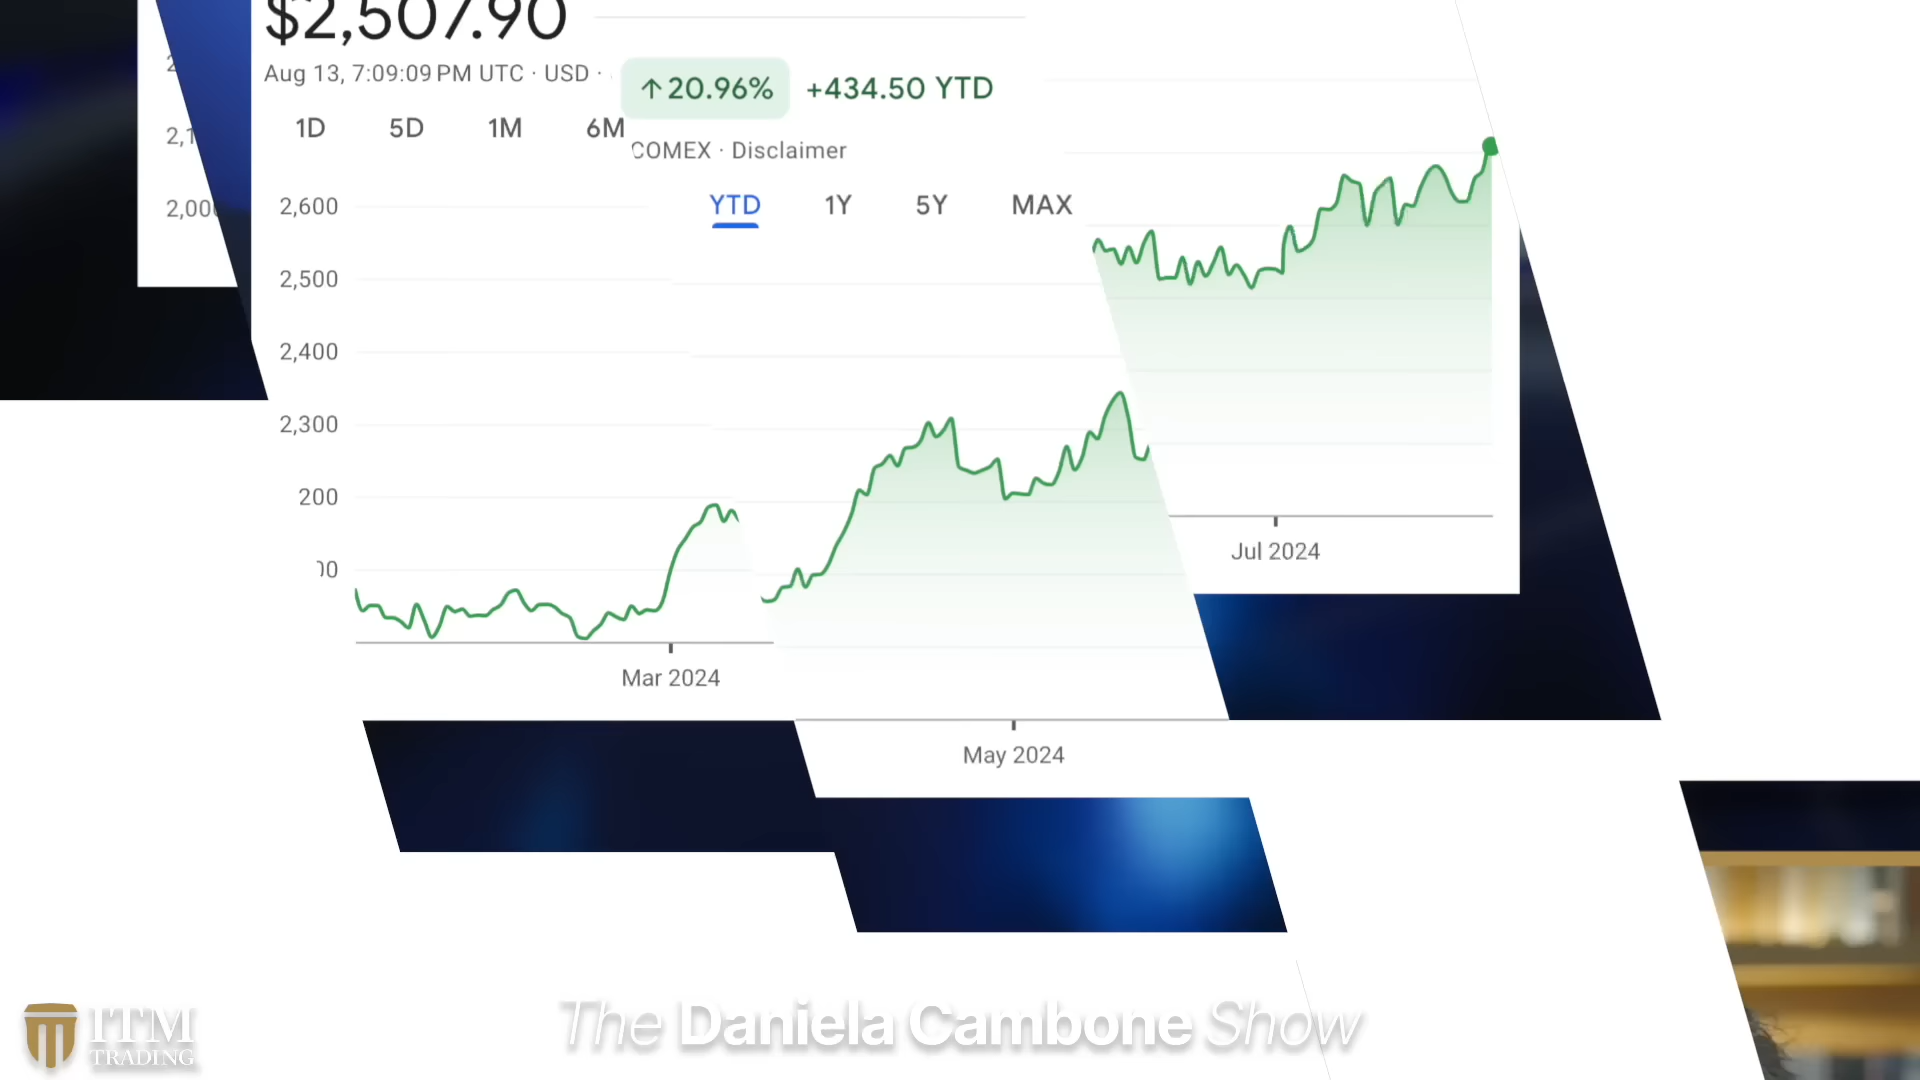 $2,507.90
Aug 13, 7:09:09 PM UTC · USD ·
↑ 20.96% +434.50 YTD
1D 5D 1M 6M
COMEX · Disclaimer
YTD 1Y 5Y MAX
2,600
2,500
2,400
2,300
200
Mar 2024
May 2024
Jul 2024
ITM
TRADING
The Daniela Cambone Show